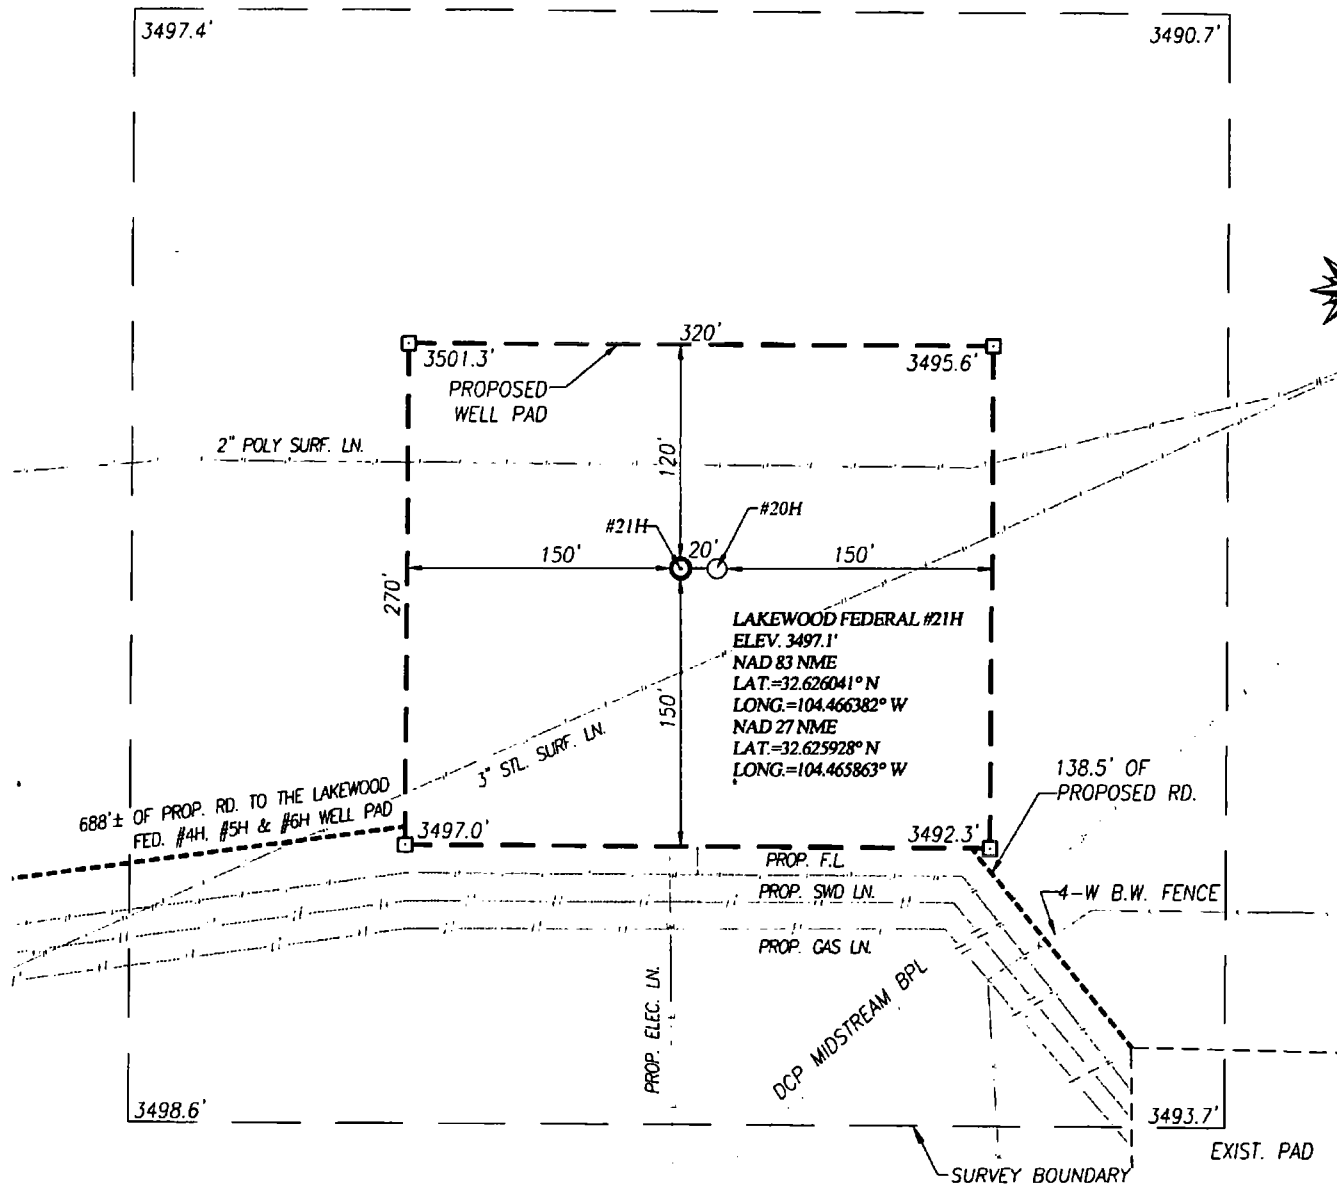 3497.4'
3490.7'
320'
3501.3'
3495.6'
PROPOSED
WELL PAD
2" POLY SURF. LN.
120'
#21H
#20H
150'
20'
150'
270'
LAKEWOOD FEDERAL #21H
ELEV. 3497.1'
NAD 83 NME
LAT.=32.626041° N
LONG.=104.466382° W
NAD 27 NME
LAT.=32.625928° N
LONG.=104.465863° W
150'
3" STL. SURF. LN.
138.5' OF
PROPOSED RD.
688'± OF PROP. RD. TO THE LAKEWOOD
FED. #4H, #5H & #6H WELL PAD
3497.0'
3492.3'
PROP. F.L.
PROP. SWD LN.
4-W B.W. FENCE
PROP. GAS LN.
PROP. ELEC. LN.
DCP MIDSTREAM BPL
3498.6'
3493.7'
EXIST. PAD
SURVEY BOUNDARY